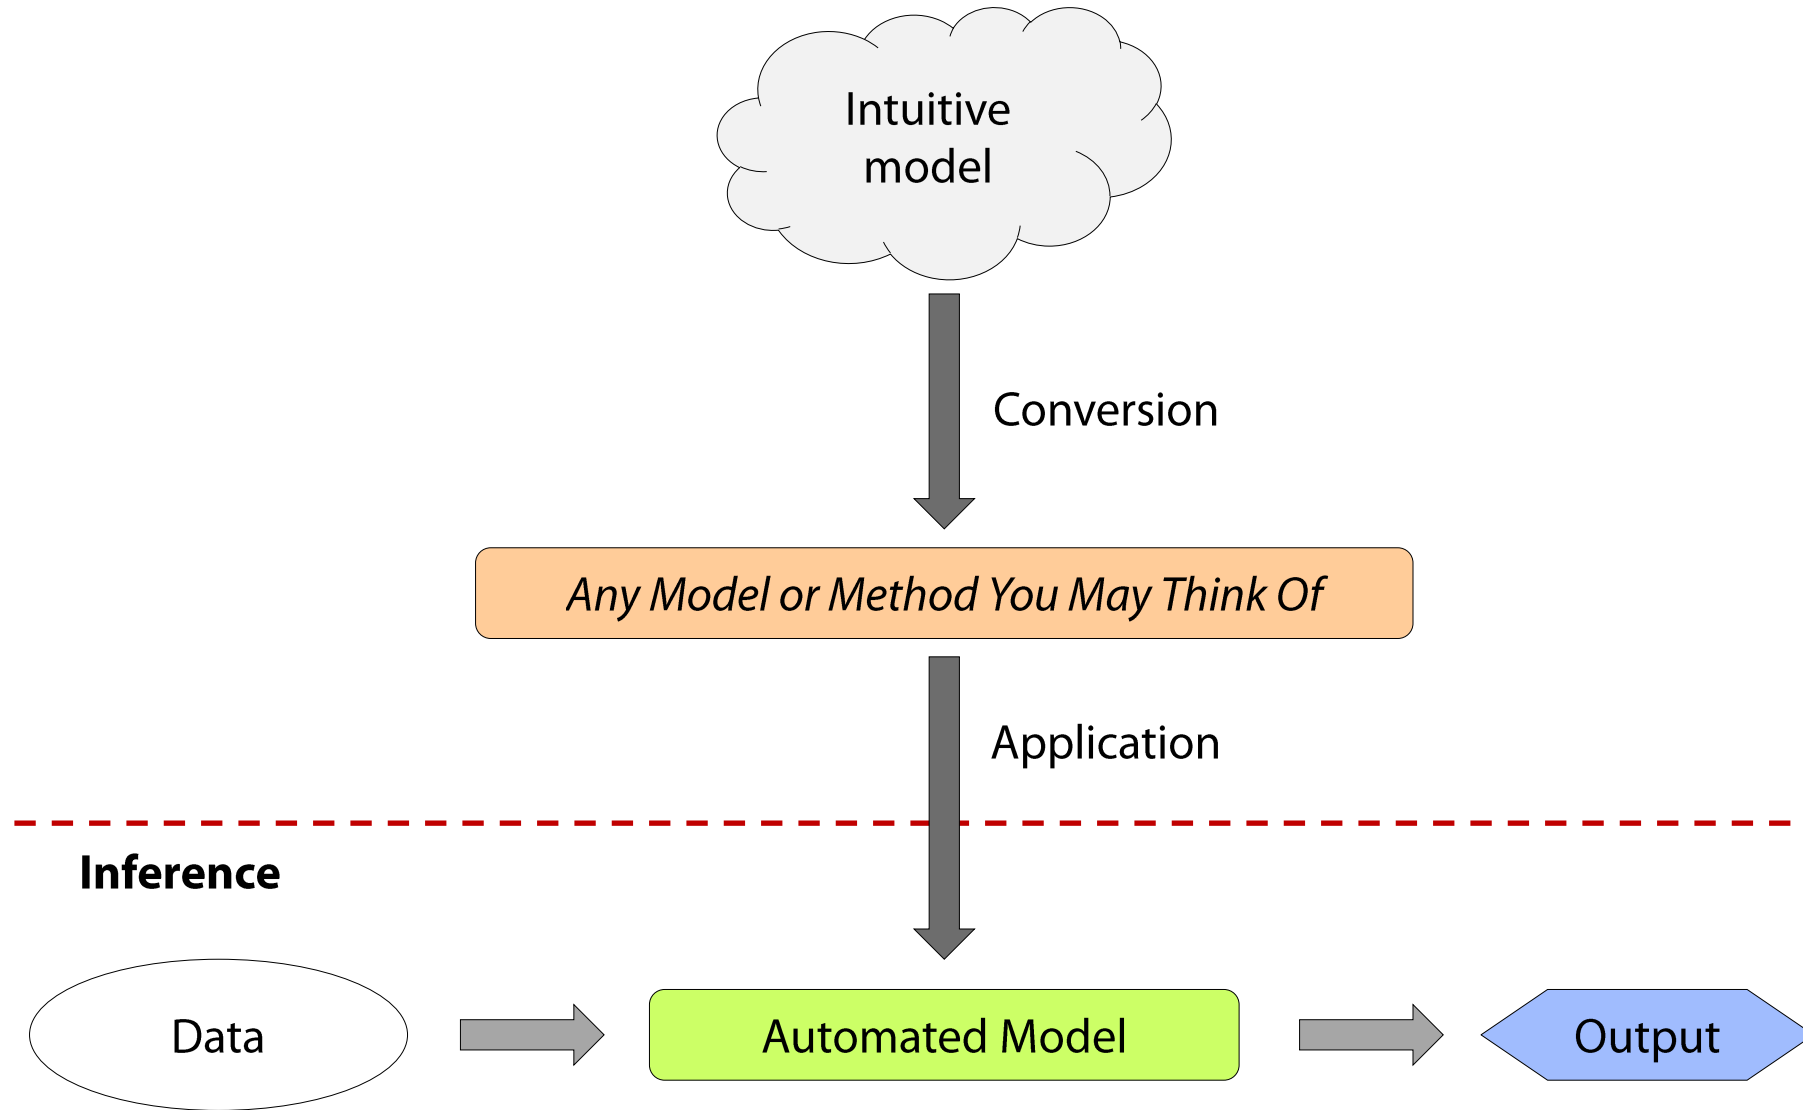 Intuitive
model
Conversion
Any Model or Method You May Think Of
Application
Inference
Data
Automated Model
Output